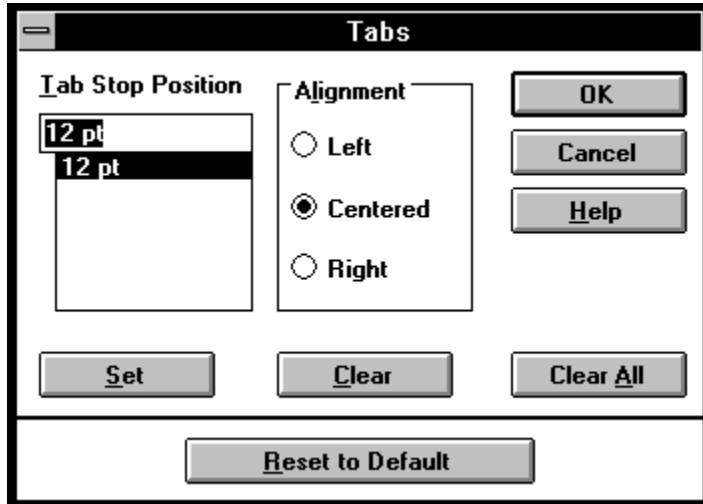 Tabs
Tab Stop Position
12 pt
12 pt
Alignment
Left
Centered
Right
OK
Cancel
Help
Set
Clear
Clear All
Reset to Default